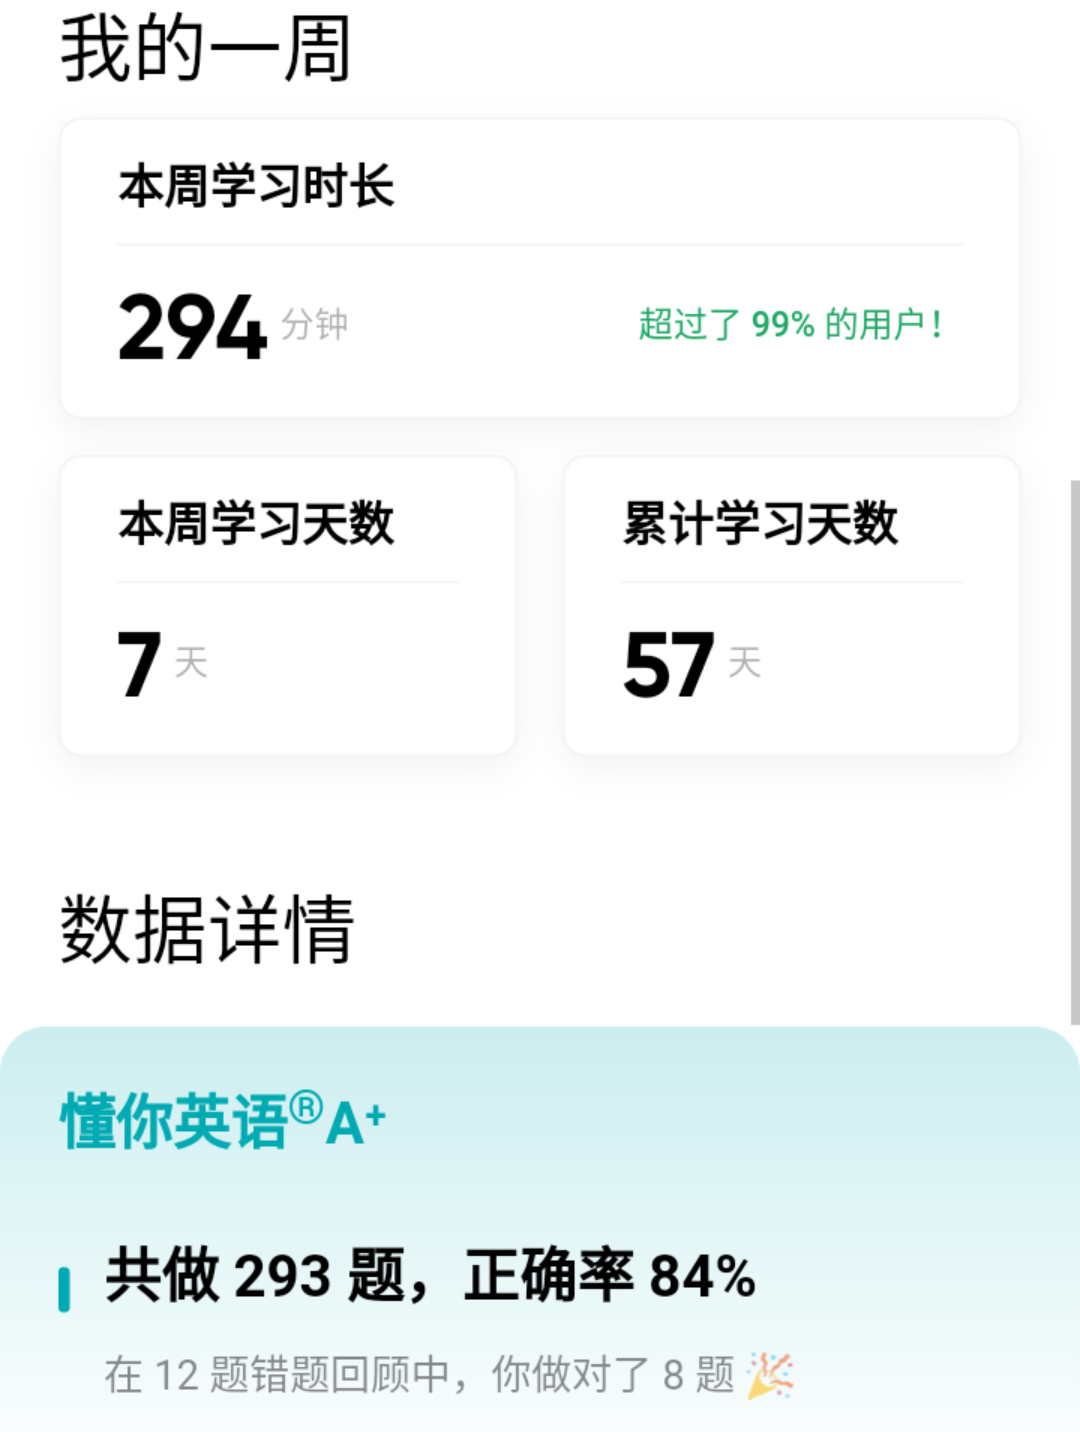 我的一周
本周学习时长
294 分钟 超过了 99% 的用户！
本周学习天数
7 天
累计学习天数
57 天
数据详情
懂你英语®A+
共做 293 题，正确率 84%
在 12 题错题回顾中，你做对了 8 题 🎉